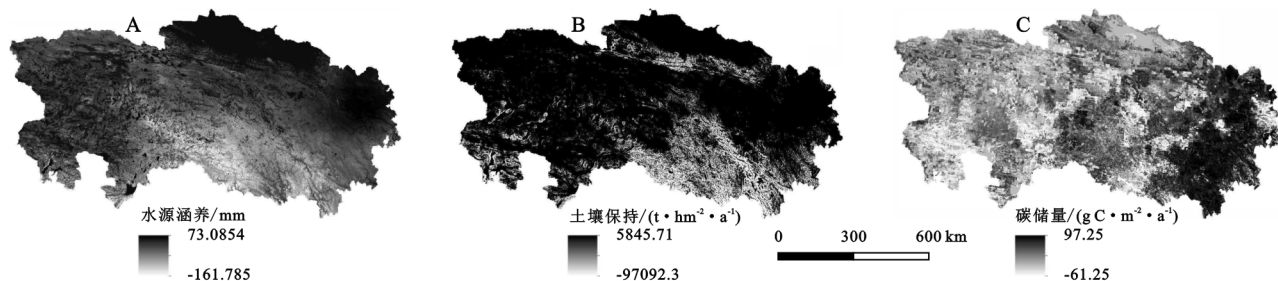 A
B
C
水源涵养/mm
73.0854
-161.785
土壤保持/(t·hm⁻²·a⁻¹)
5845.71
-97092.3
0 300 600 km
碳储量/(g C·m⁻²·a⁻¹)
97.25
-61.25